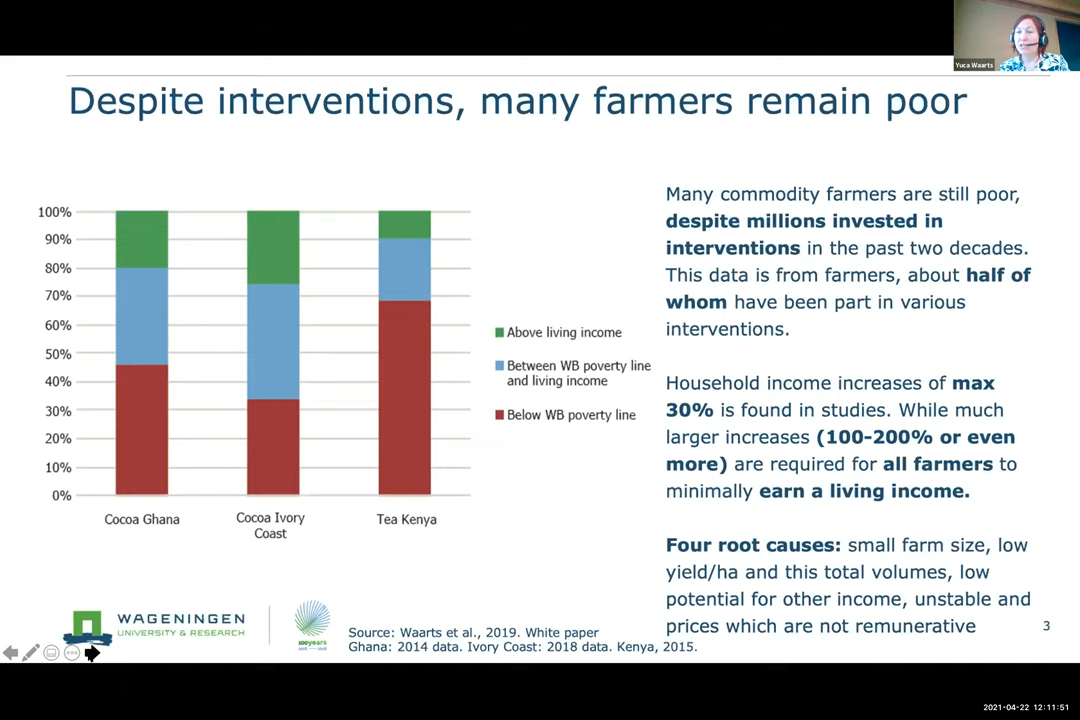 Yuca Waarts
Despite interventions, many farmers remain poor
100%
90%
80%
70%
60%
50%
40%
30%
20%
10%
0%
Cocoa Ghana
Cocoa Ivory
Coast
Tea Kenya
Above living income
Between WB poverty line
and living income
Below WB poverty line
Many commodity farmers are still poor,
despite millions invested in
interventions in the past two decades.
This data is from farmers, about half of
whom have been part in various
interventions.
Household income increases of max
30% is found in studies. While much
larger increases (100-200% or even
more) are required for all farmers to
minimally earn a living income.
Four root causes: small farm size, low
yield/ha and this total volumes, low
potential for other income, unstable and
prices which are not remunerative
WAGENINGEN
UNIVERSITY & RESEARCH
100years
Source: Waarts et al., 2019. White paper
Ghana: 2014 data. Ivory Coast: 2018 data. Kenya, 2015.
3
2021-04-22 12:11:51